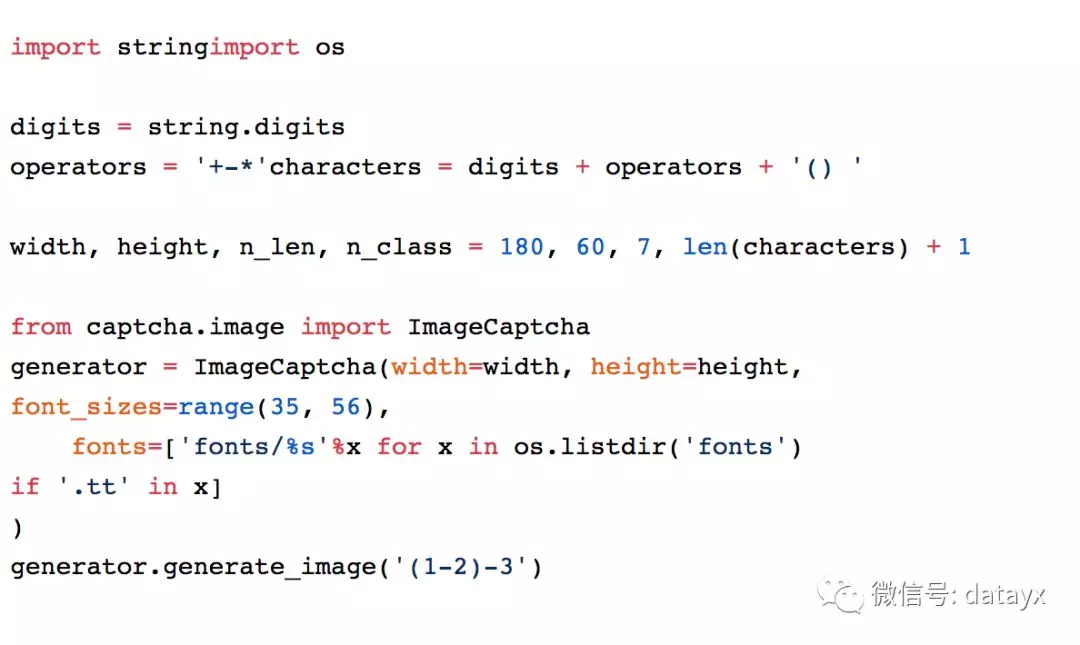 import stringimport os
digits = string.digits
operators = '+-*'characters = digits + operators + '() '
width, height, n_len, n_class = 180, 60, 7, len(characters) + 1
from captcha.image import ImageCaptcha
generator = ImageCaptcha(width=width, height=height,
font_sizes=range(35, 56),
    fonts=['fonts/%s'%x for x in os.listdir('fonts')
if '.tt' in x]
)
generator.generate_image('(1-2)-3')
微信号: datayx